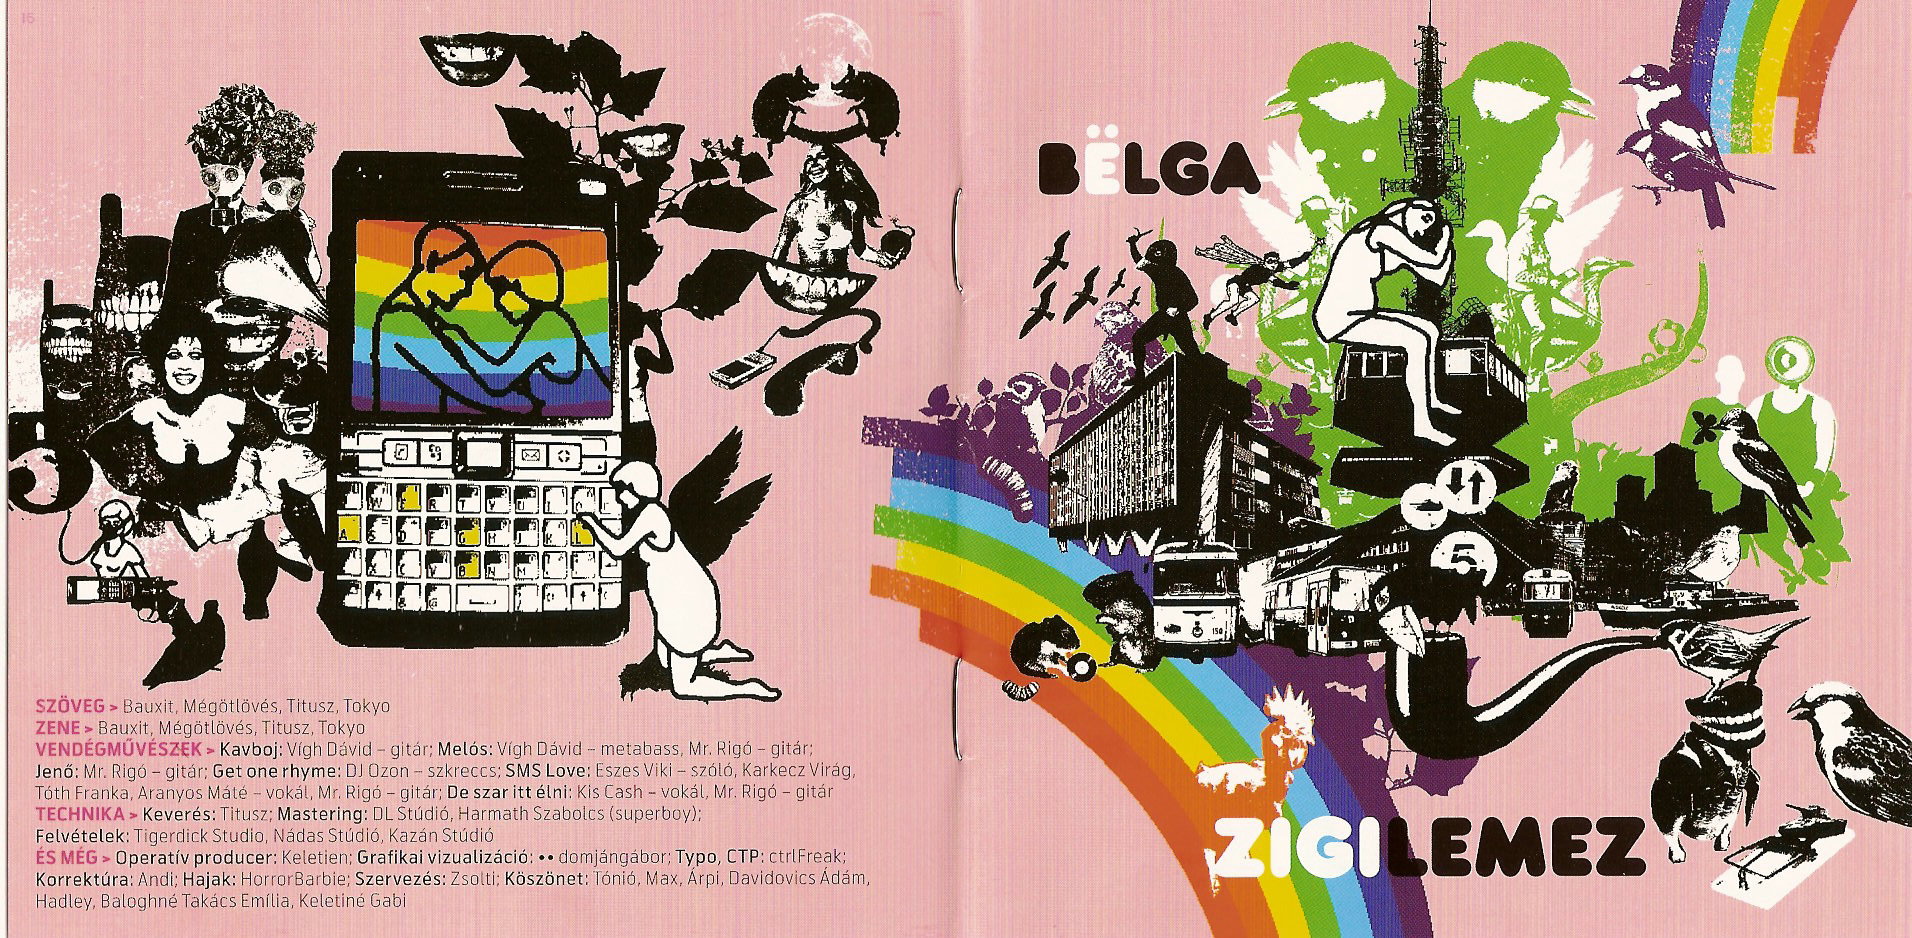 16
BËLGA
ZIGILEMEZ
5
SZÖVEG > Bauxit, Mégötlövés, Titusz, Tokyo
ZENE > Bauxit, Mégötlövés, Titusz, Tokyo
VENDÉGMŰVÉSZEK > Kavboj: Vígh Dávid – gitár; Melós: Vígh Dávid – metabass, Mr. Rigó – gitár;
Jenő: Mr. Rigó – gitár; Get one rhyme: DJ Ozon – szkreccs; SMS Love: Eszes Viki – szóló, Karkecz Virág,
Tóth Franka, Aranyos Máté – vokál, Mr. Rigó – gitár; De szar itt élni: Kis Cash – vokál, Mr. Rigó – gitár
TECHNIKA > Keverés: Titusz; Mastering: DL Stúdió, Harmath Szabolcs (superboy);
Felvételek: Tigerdick Studio, Nádas Stúdió, Kazán Stúdió
ÉS MÉG > Operatív producer: Keletien; Grafikai vizualizáció: •• domjángábor; Typo, CTP: ctrlFreak;
Korrektúra: Andi; Hajak: HorrorBarbie; Szervezés: Zsolti; Köszönet: Tónió, Max, Árpi, Davidovics Ádám,
Hadley, Baloghné Takács Emília, Keletiné Gabi